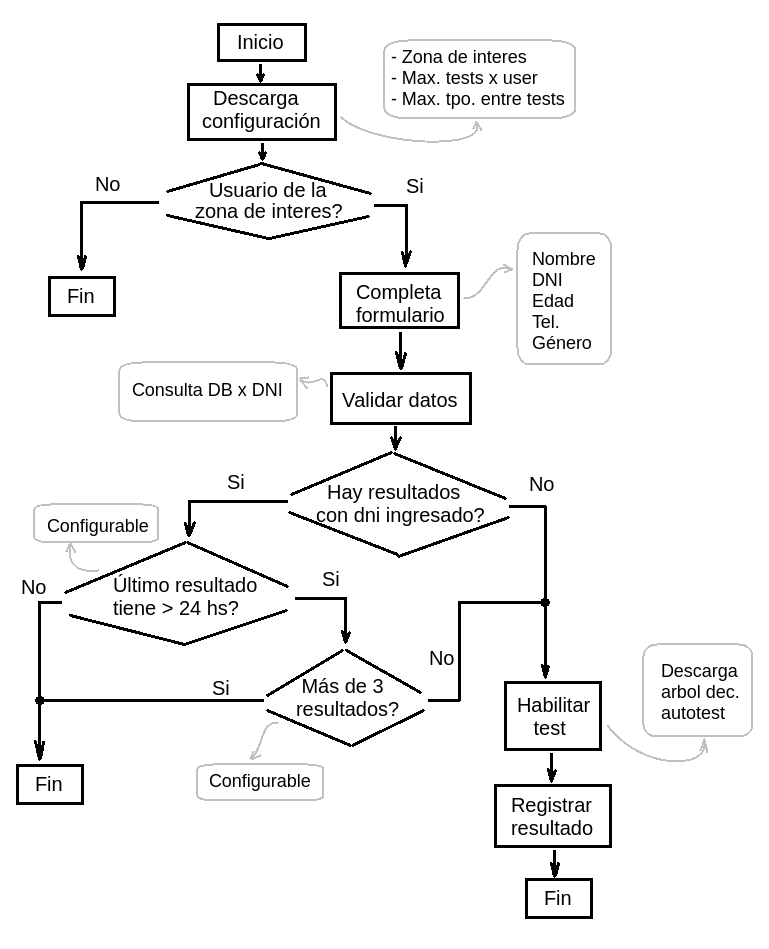 Inicio
- Zona de interes
- Max. tests x user
- Max. tpo. entre tests
Descarga
configuración
No
Si
Usuario de la
zona de interes?
Fin
Completa
formulario
Nombre
DNI
Edad
Tel.
Género
Consulta DB x DNI
Validar datos
Si
No
Hay resultados
con dni ingresado?
Configurable
No
Último resultado
tiene > 24 hs?
Si
No
Si
Más de 3
resultados?
Habilitar
test
Descarga
arbol dec.
autotest
Configurable
Fin
Registrar
resultado
Fin